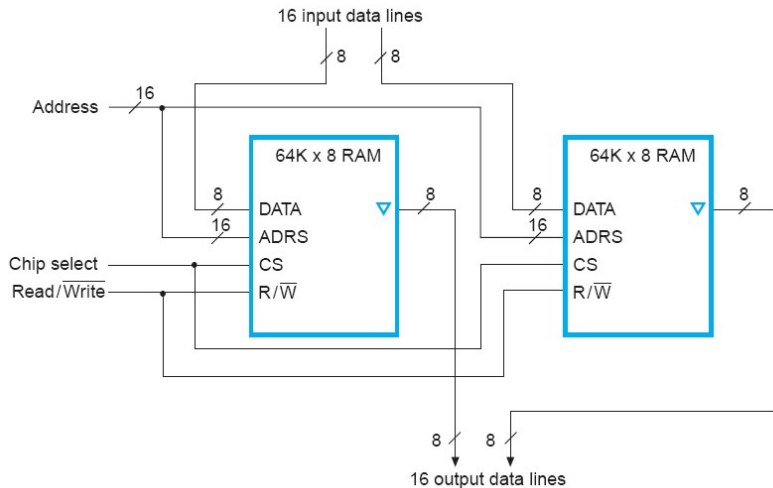 16 input data lines
8
8
Address
16
64K x 8 RAM
64K x 8 RAM
8
DATA
8
8
DATA
8
16
ADRS
16
ADRS
Chip select
CS
CS
Read/W̅r̅i̅t̅e̅
R/W̅
R/W̅
8
8
16 output data lines